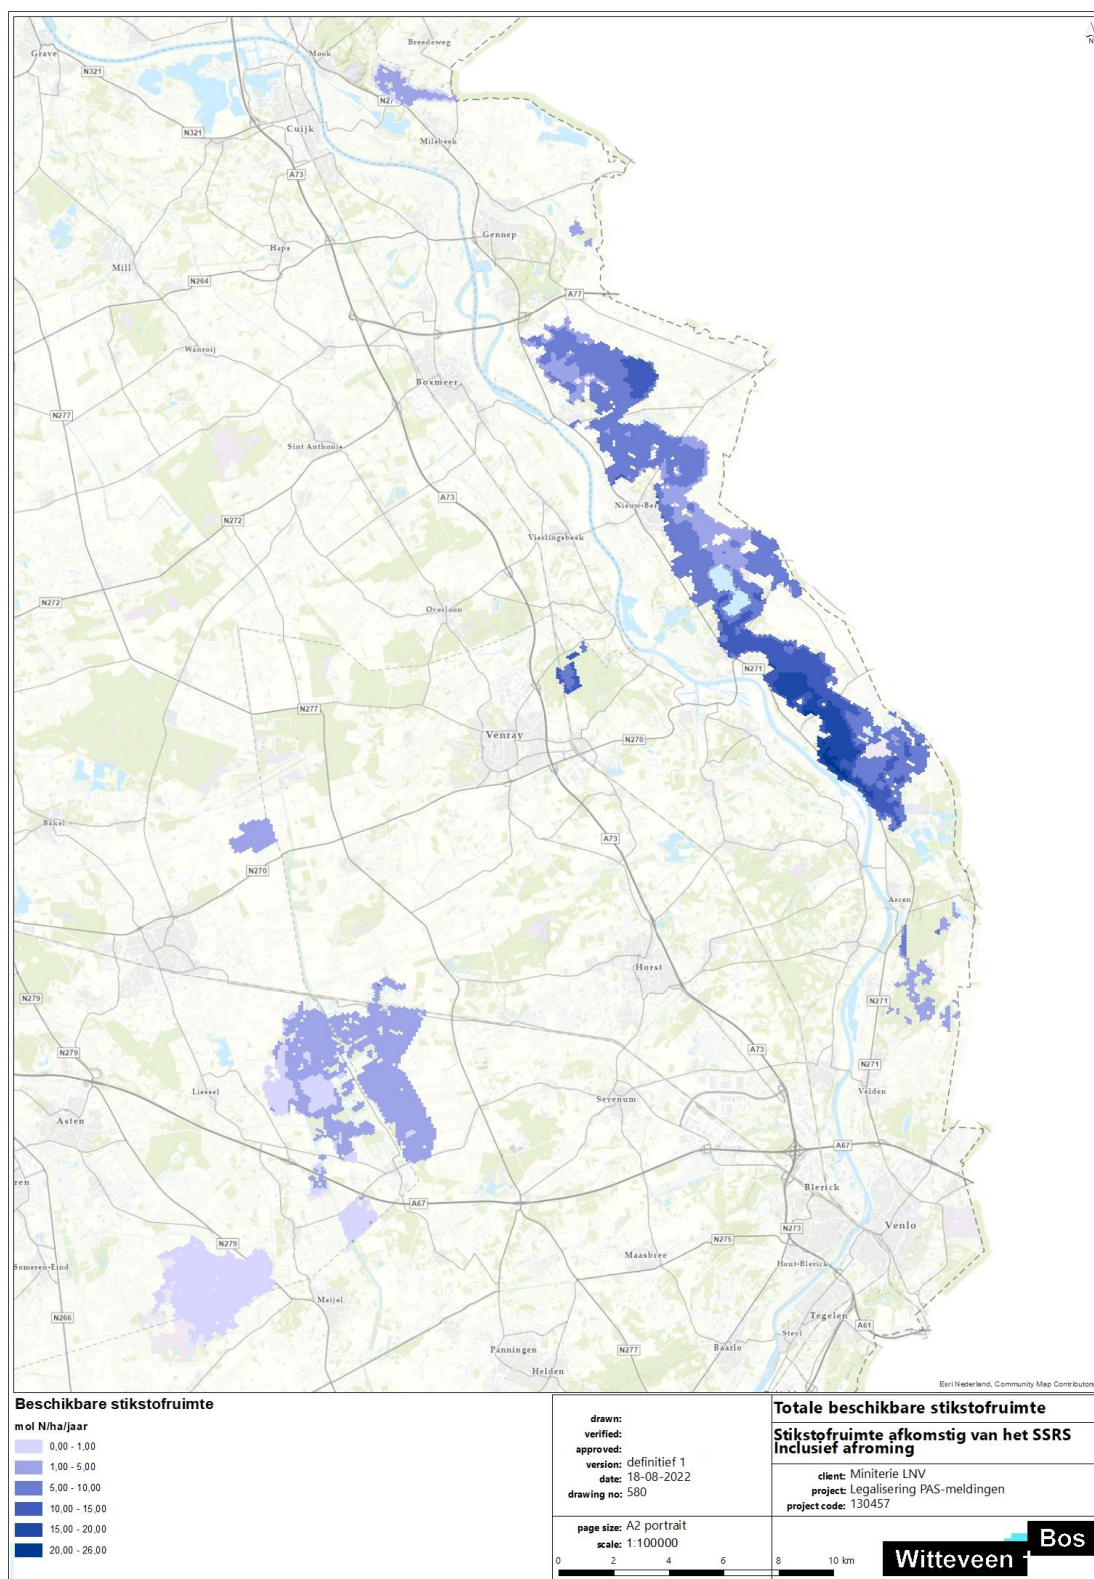 Grave
Mook
Breedeweg
N321
N27
N321
Cuijk
Milsbeek
A73
Gennep
Haps
Mill
N264
A77
Wanroij
Boxmeer
N277
Sint Anthonis
A73
Nieuw-Ber
N272
Vierlingsbeek
N272
Overloon
N271
N277
Venray
N270
Bakel
A73
N270
Arcen
Horst
N279
N271
N279
A73
N271
Liessel
Velden
Sevenum
Asten
A67
ren
Blerick
A67
Venlo
N273
N279
N275
Maasbree
Someren-Eind
Hout-Blerick
Meijel
N266
Tegelen
A61
Steyl
Panningen
N277
Baarlo
Helden
Esri Nederland, Community Map Contributors
Beschikbare stikstofruimte
mol N/ha/jaar
0,00 - 1,00
1,00 - 5,00
5,00 - 10,00
10,00 - 15,00
15,00 - 20,00
20,00 - 26,00
drawn:
verified:
approved:
version: definitief 1
date: 18-08-2022
drawing no: 580
page size: A2 portrait
scale: 1:100000
0 2 4 6 8 10 km
Totale beschikbare stikstofruimte
Stikstofruimte afkomstig van het SSRS
Inclusief afroming
client: Miniterie LNV
project: Legalisering PAS-meldingen
project code: 130457
Witteveen + Bos